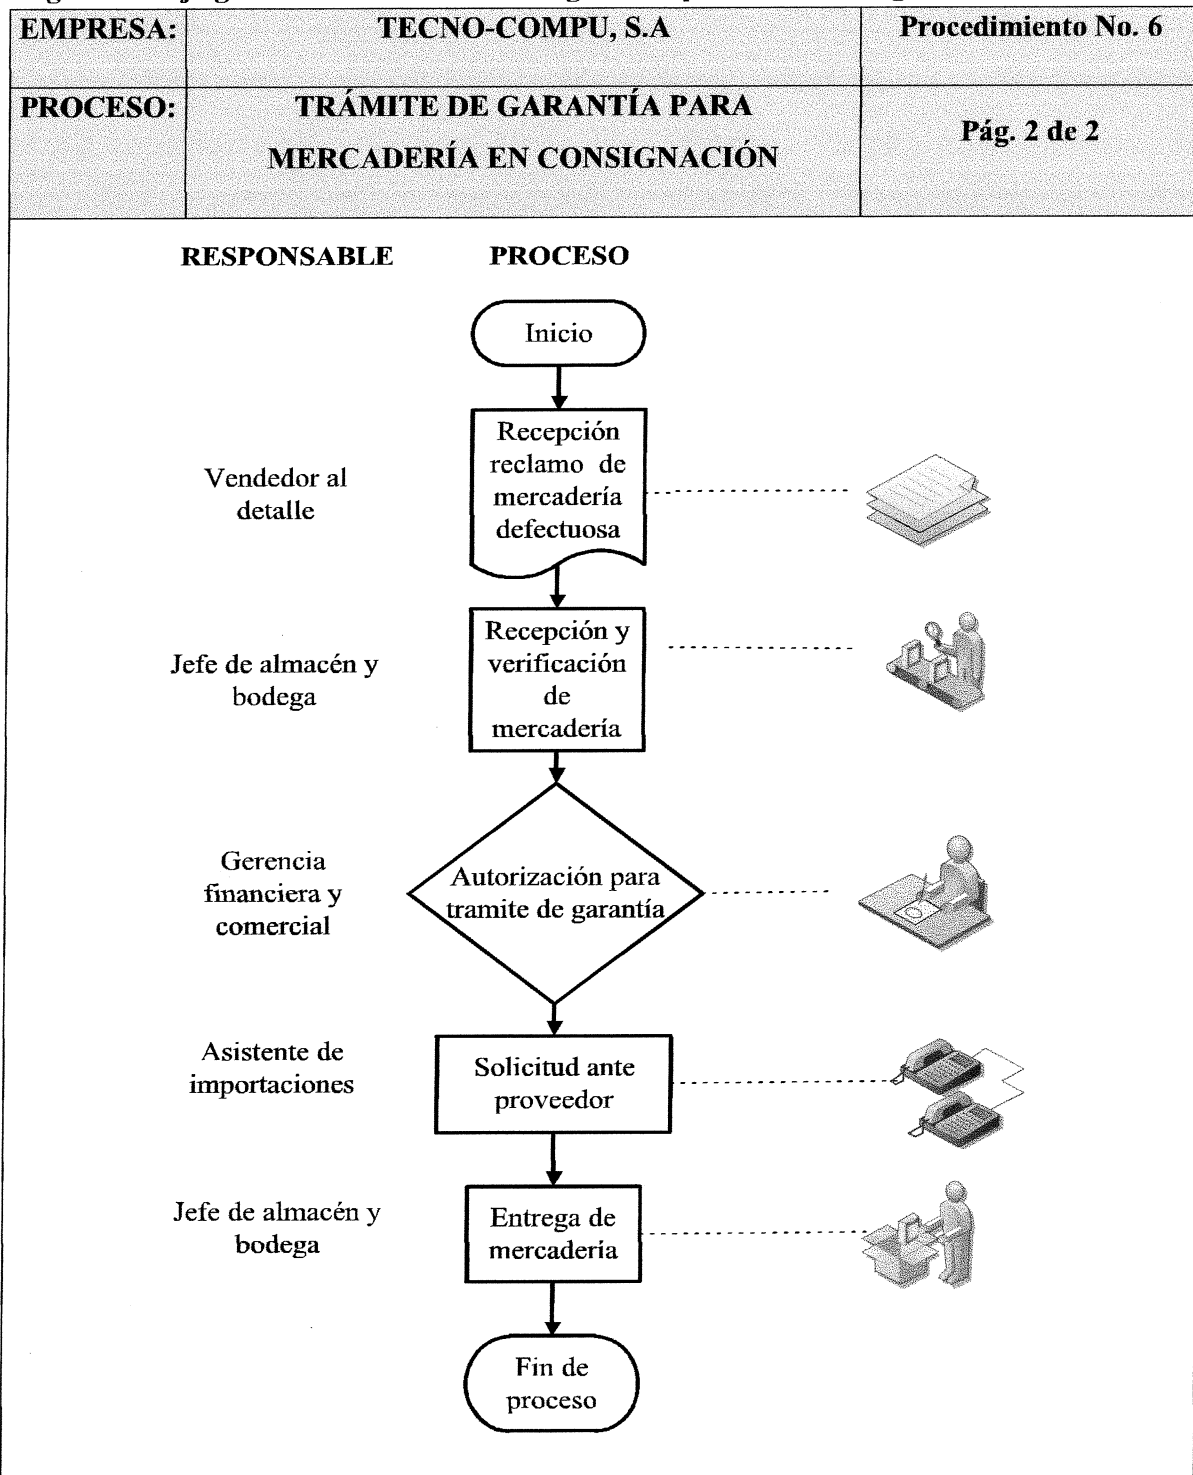 EMPRESA:
TECNO-COMPU, S.A
Procedimiento No. 6
PROCESO:
TRÁMITE DE GARANTÍA PARA
MERCADERÍA EN CONSIGNACIÓN
Pág. 2 de 2
RESPONSABLE
PROCESO
Inicio
Vendedor al
detalle
Recepción
reclamo de
mercadería
defectuosa
Jefe de almacén y
bodega
Recepción y
verificación
de
mercadería
Gerencia
financiera y
comercial
Autorización para
tramite de garantía
Asistente de
importaciones
Solicitud ante
proveedor
Jefe de almacén y
bodega
Entrega de
mercadería
Fin de
proceso